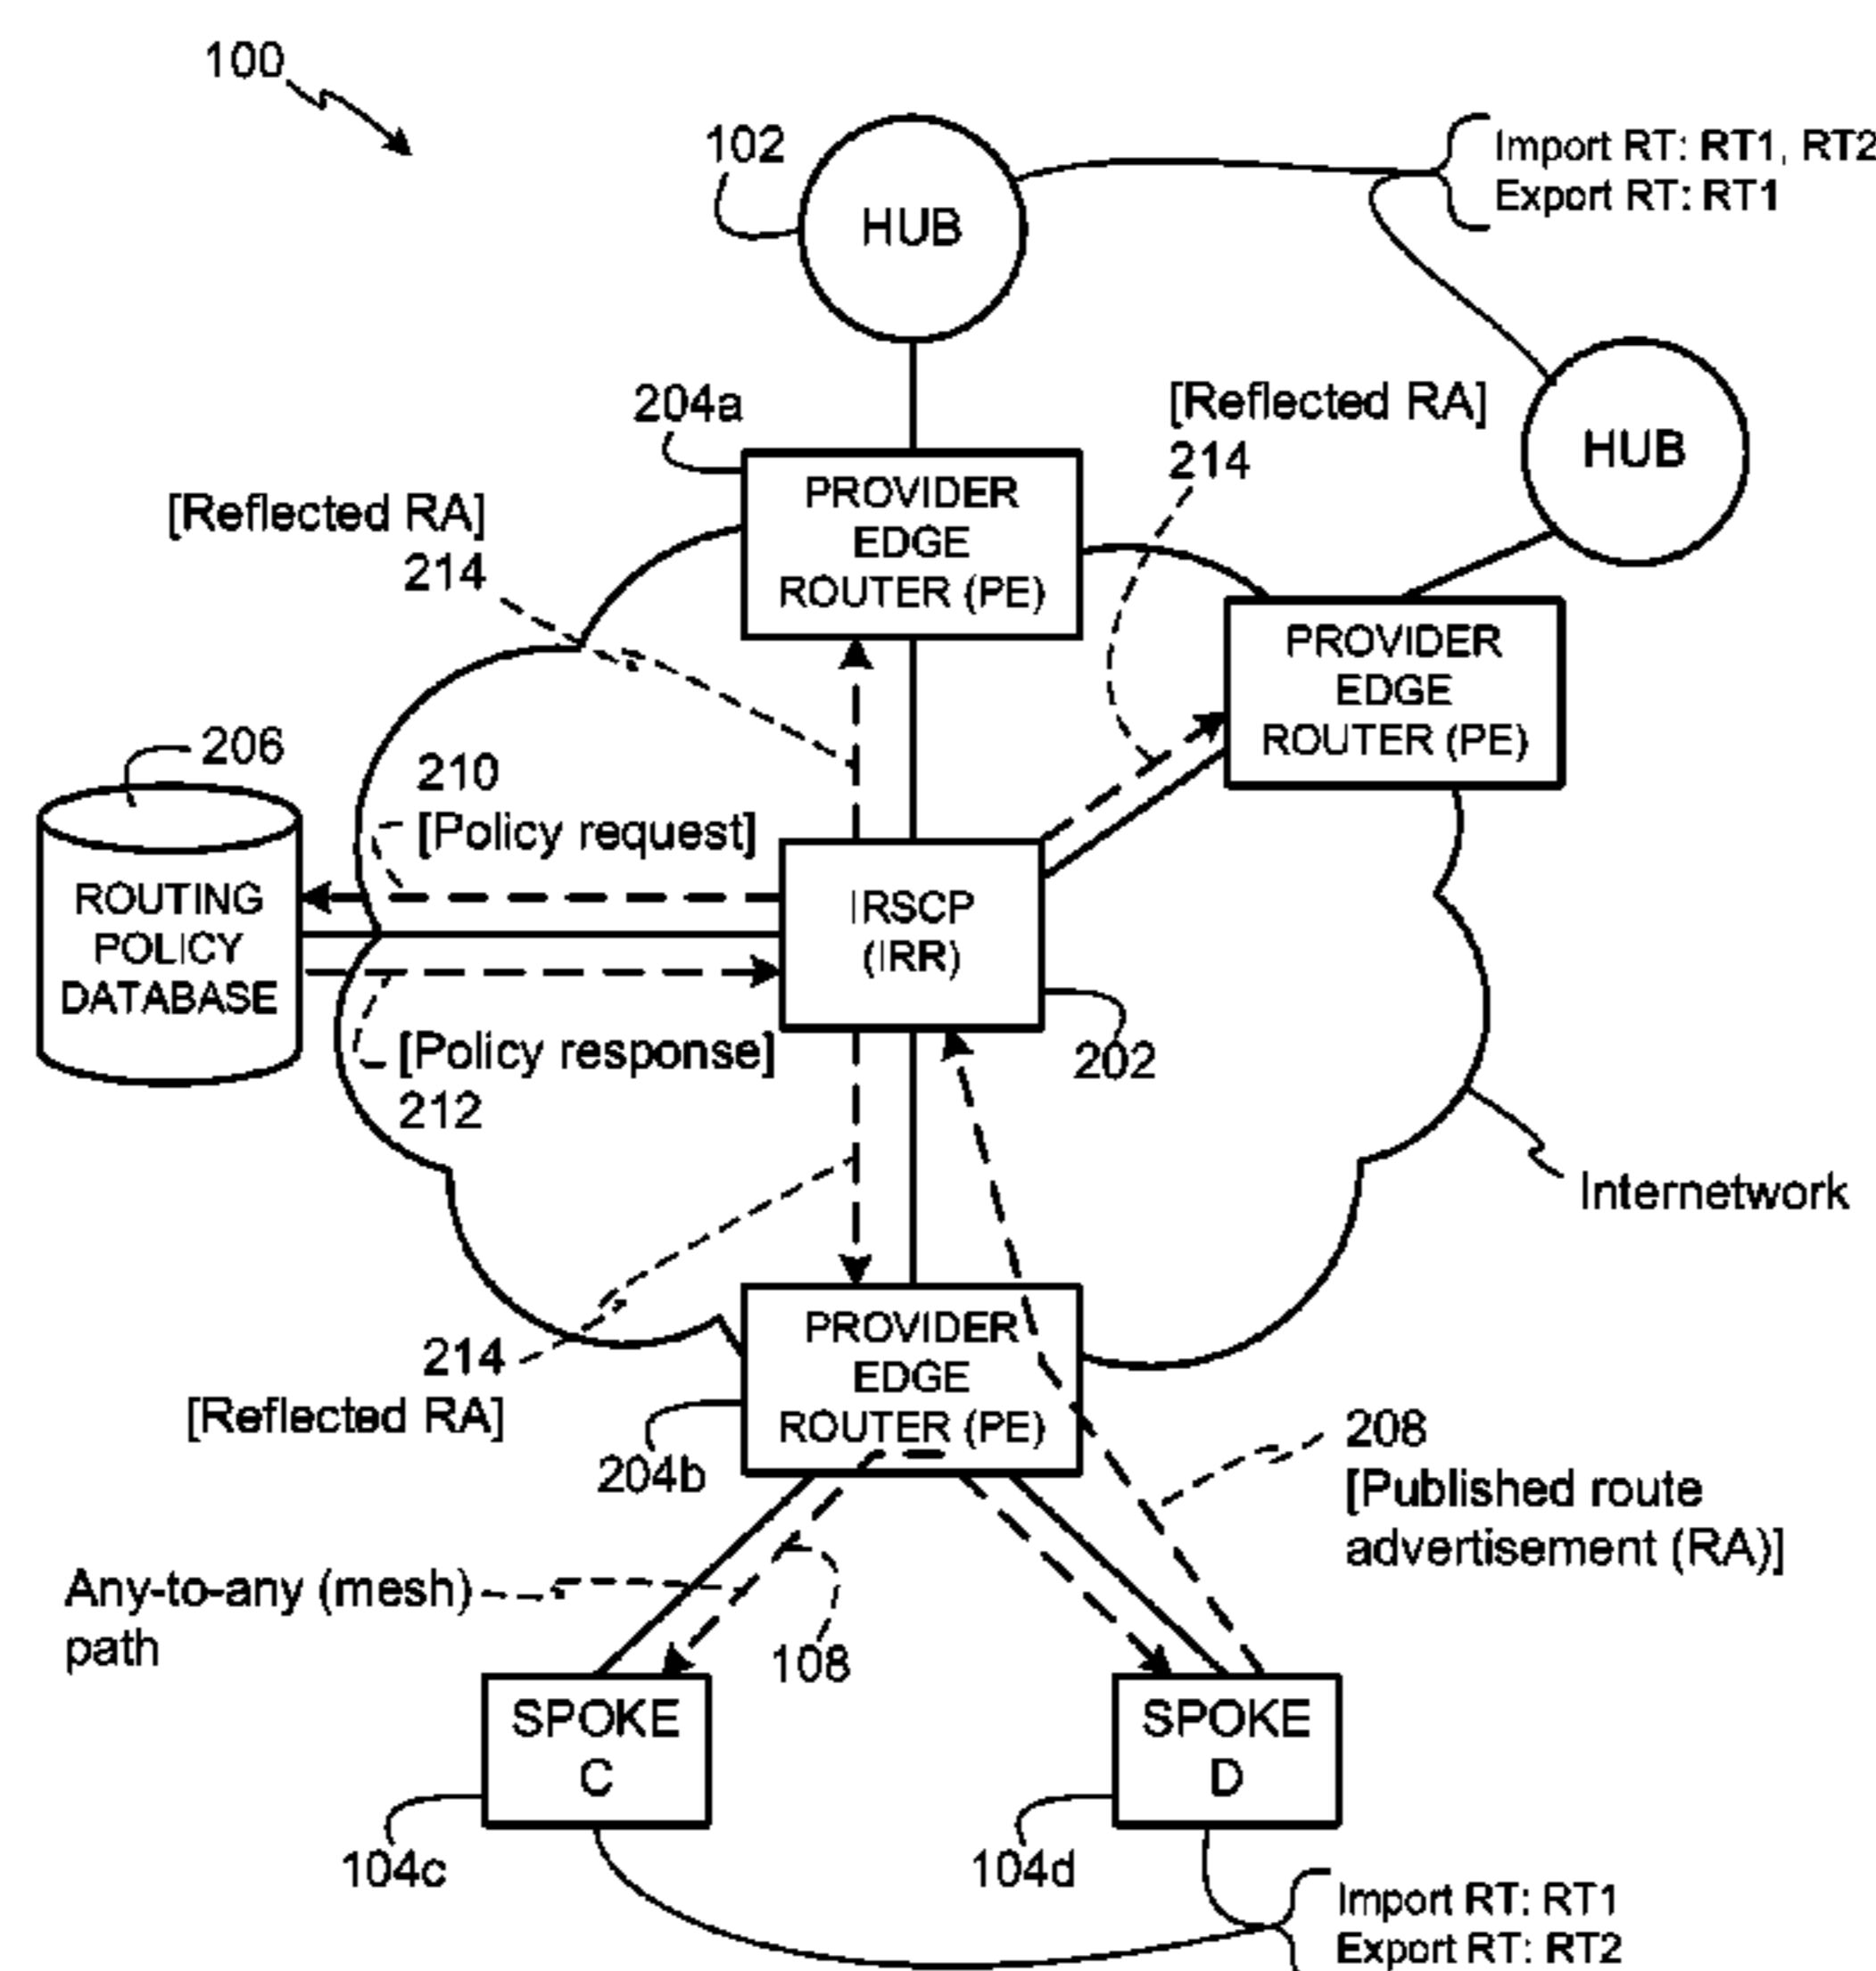 100
102
HUB
Import RT: RT1, RT2
Export RT: RT1
204a
[Reflected RA]
214
HUB
[Reflected RA]
214
PROVIDER
EDGE
ROUTER (PE)
PROVIDER
EDGE
ROUTER (PE)
206
210
[Policy request]
ROUTING
POLICY
DATABASE
IRSCP
(IRR)
[Policy response]
212
202
Internetwork
214
[Reflected RA]
PROVIDER
EDGE
ROUTER (PE)
204b
208
[Published route
advertisement (RA)]
Any-to-any (mesh)
path
108
SPOKE
C
SPOKE
D
104c
104d
Import RT: RT1
Export RT: RT2